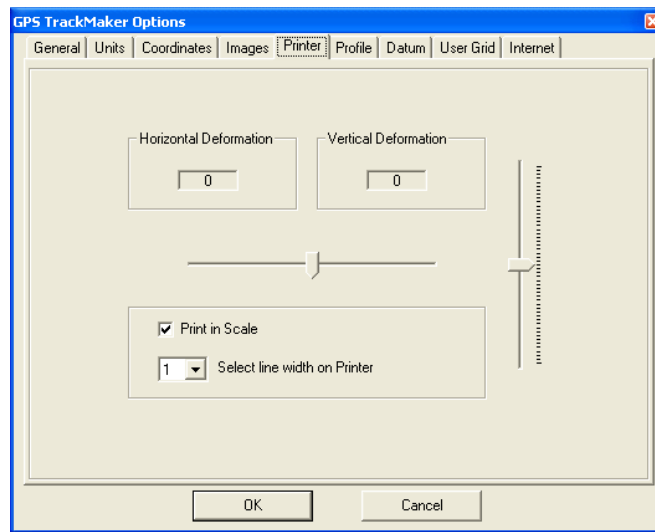 GPS TrackMaker Options
General Units Coordinates Images Printer Profile Datum User Grid Internet
Horizontal Deformation Vertical Deformation
0 0
Print in Scale
1 Select line width on Printer
OK Cancel